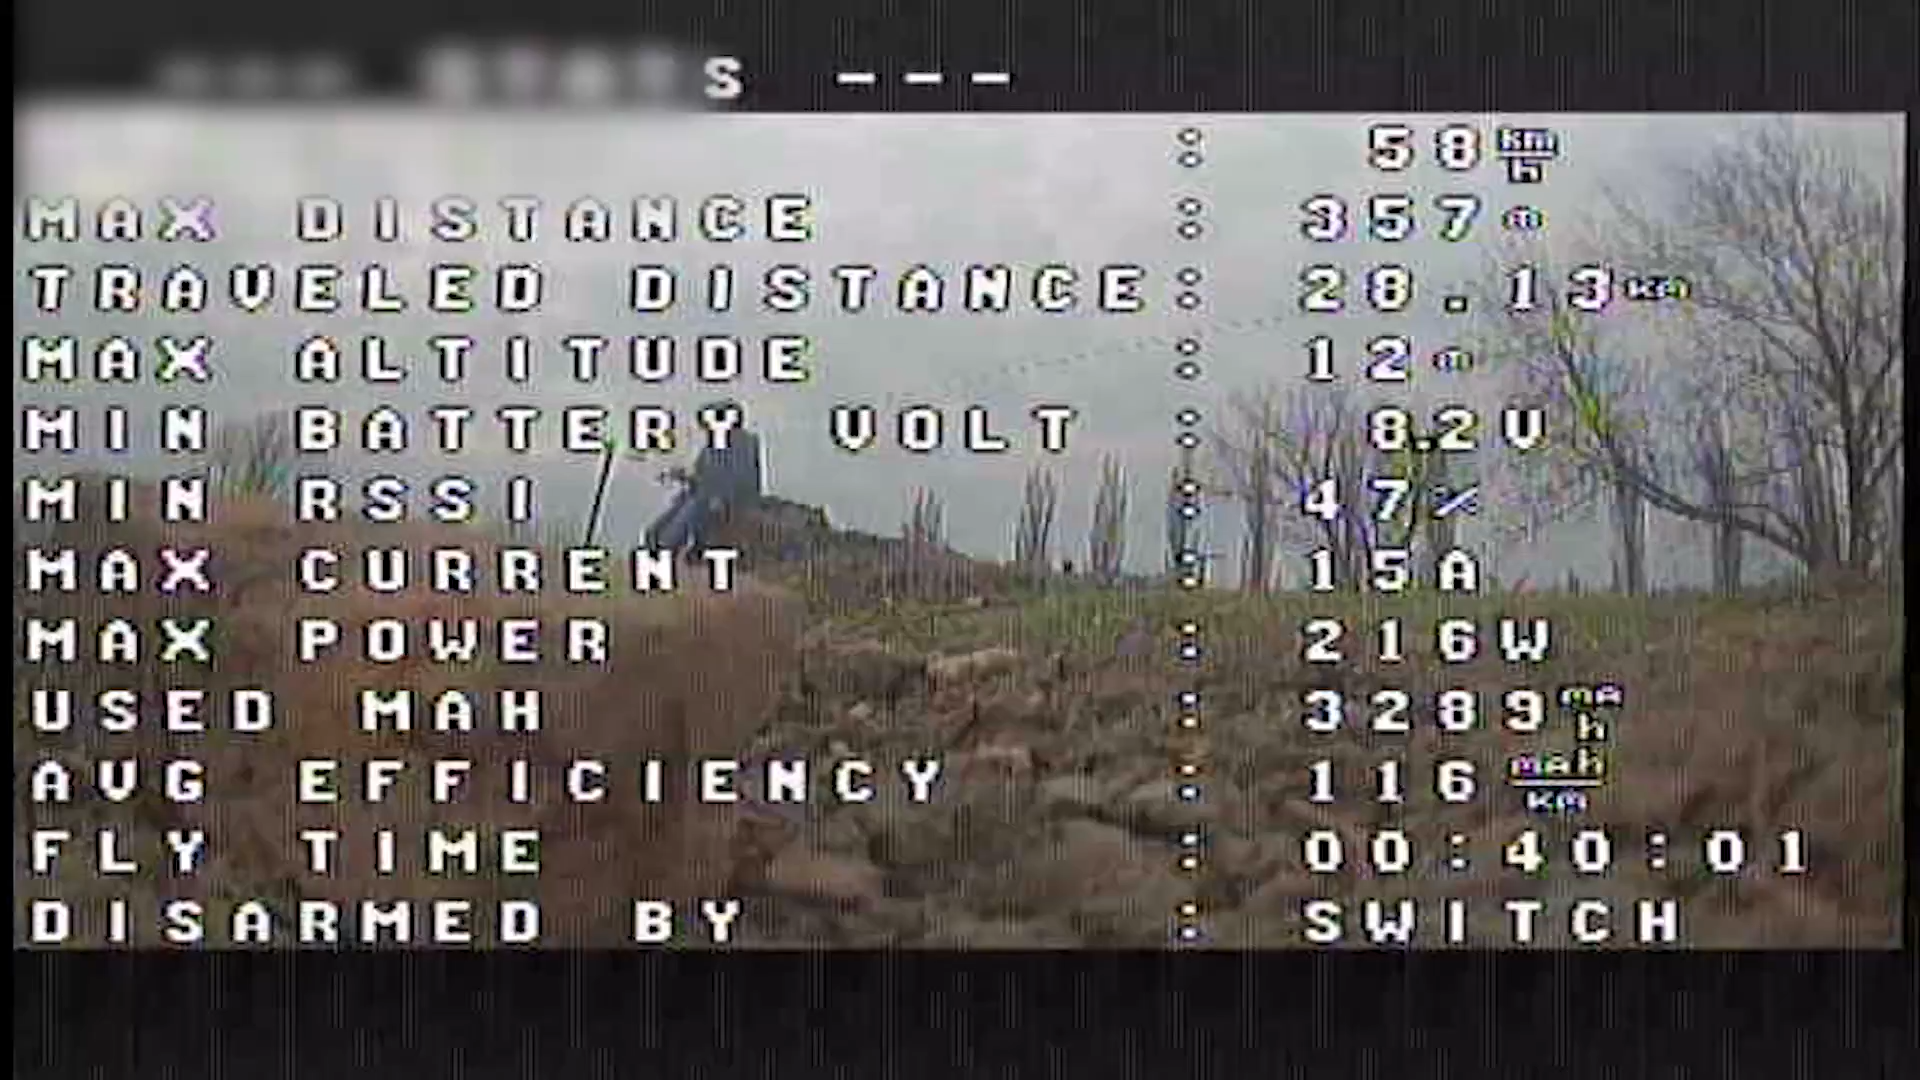 S ---
: 58 km/h
MAX DISTANCE : 357 m
TRAVELED DISTANCE: 28.13 km
MAX ALTITUDE : 12 m
MIN BATTERY VOLT : 8.2 V
MIN RSSI : 47%
MAX CURRENT : 15A
MAX POWER : 216W
USED MAH : 3289 mAh
AVG EFFICIENCY : 116 mah/km
FLY TIME : 00:40:01
DISARMED BY : SWITCH